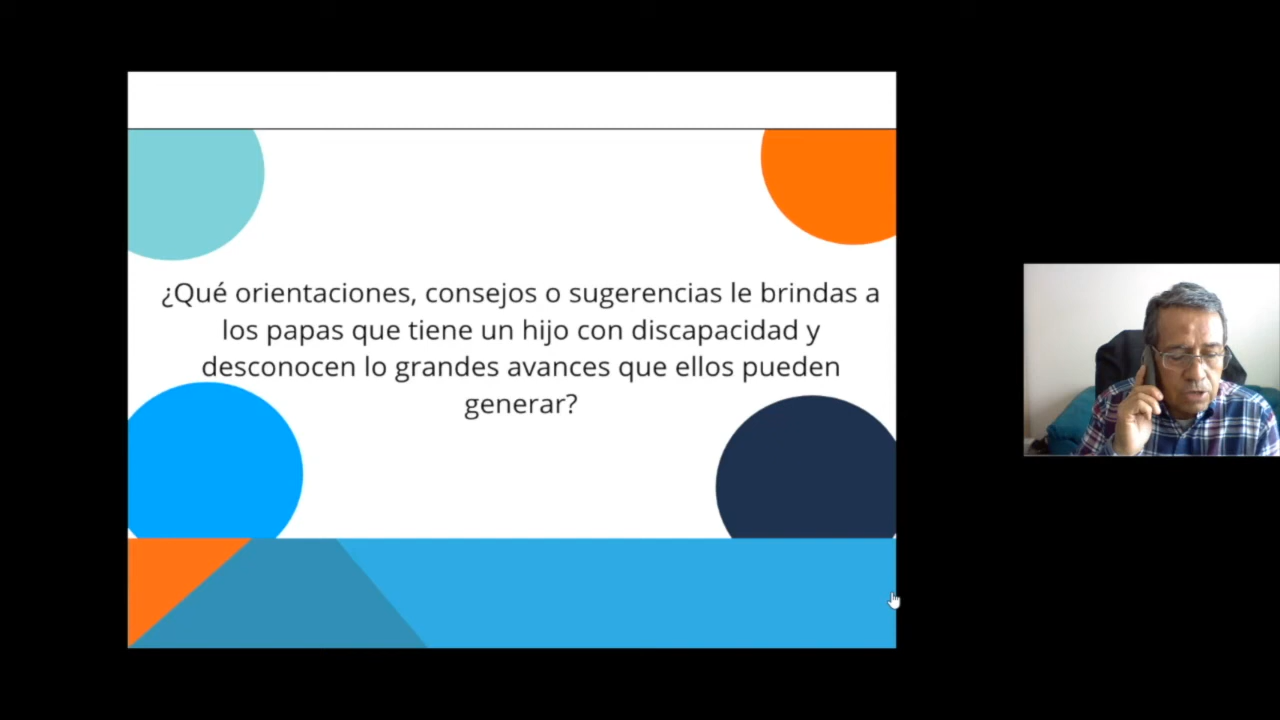 ¿Qué orientaciones, consejos o sugerencias le brindas a
los papas que tiene un hijo con discapacidad y
desconocen lo grandes avances que ellos pueden
generar?